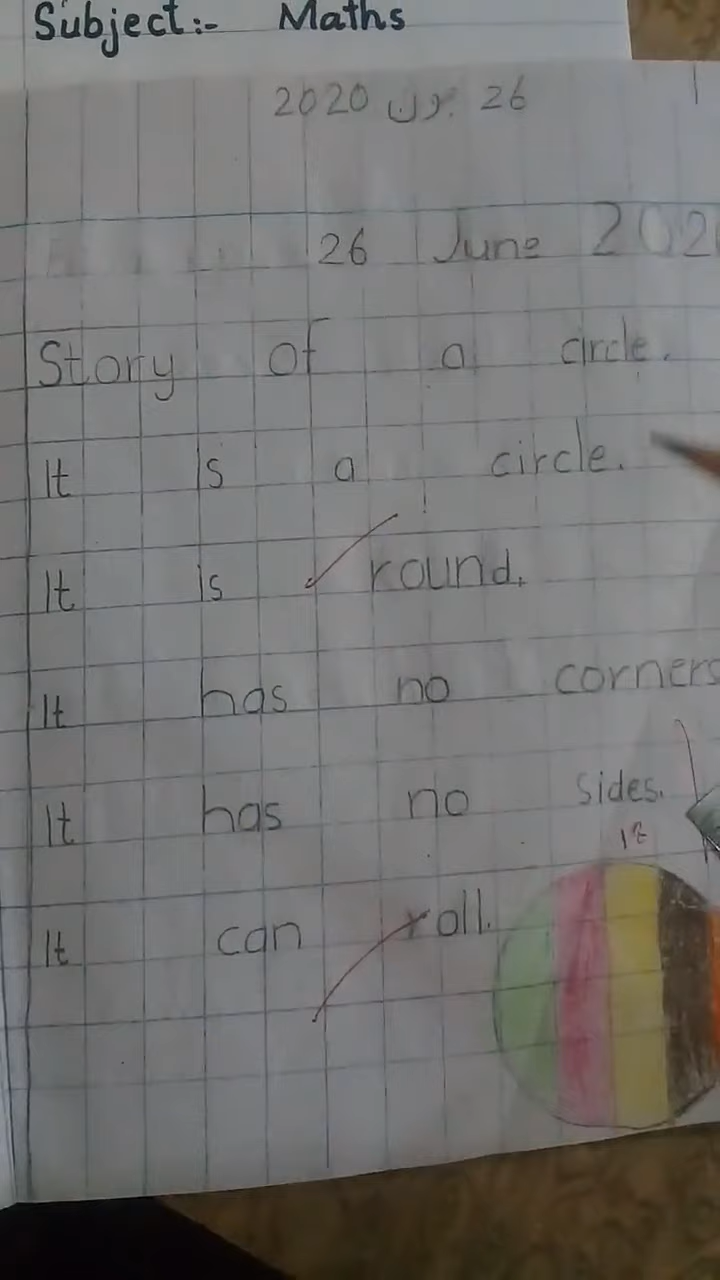 Subject:- Maths
26 جون 2020
26 June 202
Story of a circle.
It is a circle.
It is round.
It has no corners
It has no sides.
It can roll.